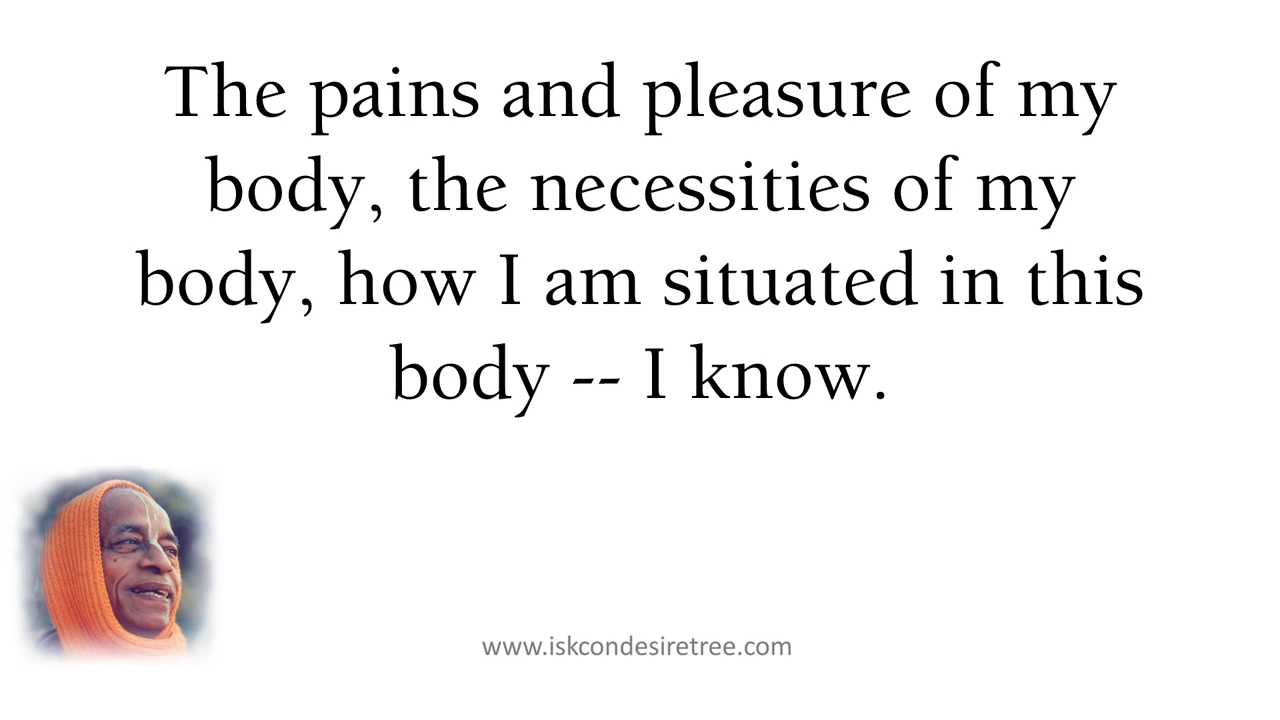 The pains and pleasure of my
body, the necessities of my
body, how I am situated in this
body -- I know.
www.iskcondesiretree.com